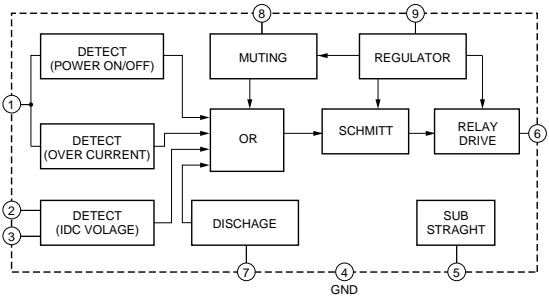 8
9
DETECT
(POWER ON/OFF)
MUTING
REGULATOR
1
DETECT
(OVER CURRENT)
OR
SCHMITT
RELAY
DRIVE
6
2
3
DETECT
(IDC VOLAGE)
DISCHAGE
SUB
STRAGHT
7
4
5
GND